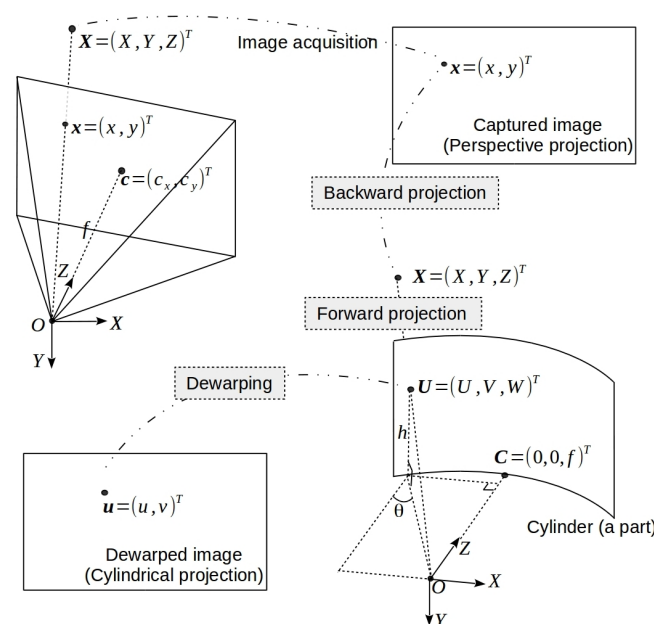 X=(X,Y,Z)^T
Image acquisition
x=(x,y)^T
Captured image
(Perspective projection)
x=(x,y)^T
c=(c_x,c_y)^T
f
Z
O
X
Y
Backward projection
X=(X,Y,Z)^T
Forward projection
Dewarping
U=(U,V,W)^T
h
C=(0,0,f)^T
θ
Cylinder (a part)
Z
X
O
Y
u=(u,v)^T
Dewarped image
(Cylindrical projection)